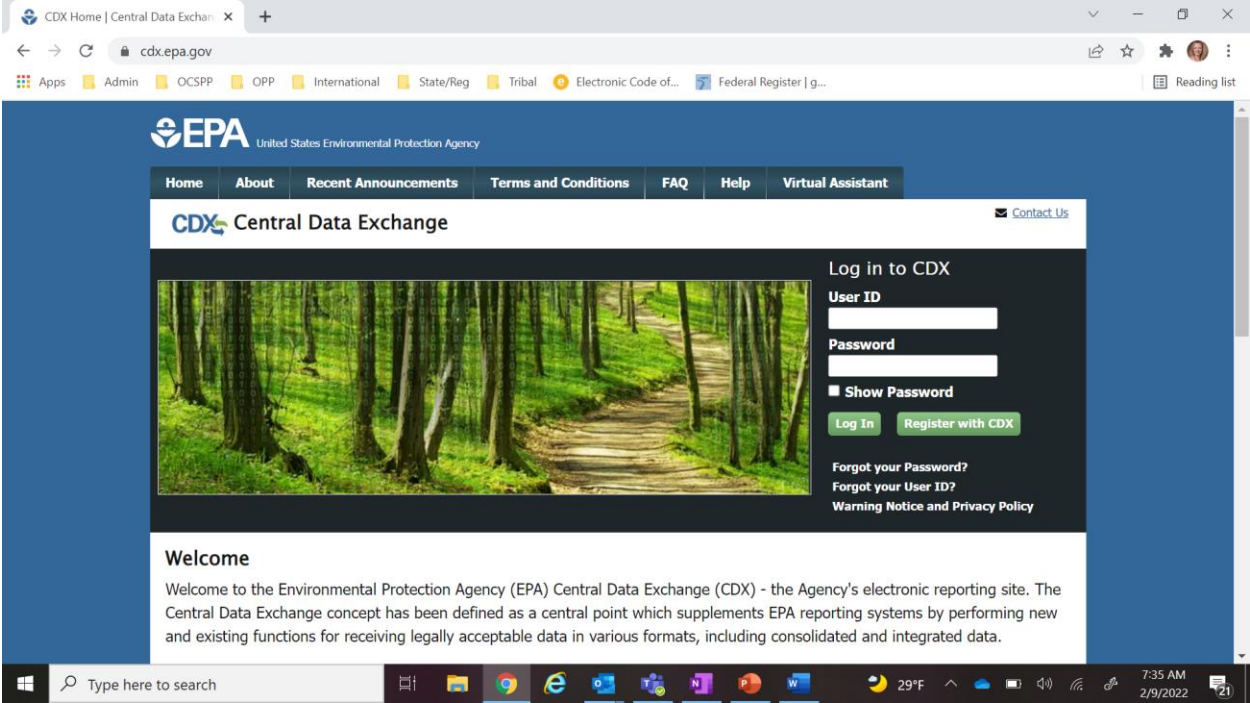 CDX Home | Central Data Exchan
cdx.epa.gov
Apps Admin OCSPP OPP International State/Reg Tribal Electronic Code of... Federal Register | g... Reading list
EPA United States Environmental Protection Agency
Home About Recent Announcements Terms and Conditions FAQ Help Virtual Assistant
CDX Central Data Exchange
Contact Us
Log in to CDX
User ID
Password
Show Password
Log In Register with CDX
Forgot your Password?
Forgot your User ID?
Warning Notice and Privacy Policy
Welcome
Welcome to the Environmental Protection Agency (EPA) Central Data Exchange (CDX) - the Agency's electronic reporting site. The
Central Data Exchange concept has been defined as a central point which supplements EPA reporting systems by performing new
and existing functions for receiving legally acceptable data in various formats, including consolidated and integrated data.
Type here to search
29°F
7:35 AM
2/9/2022
21